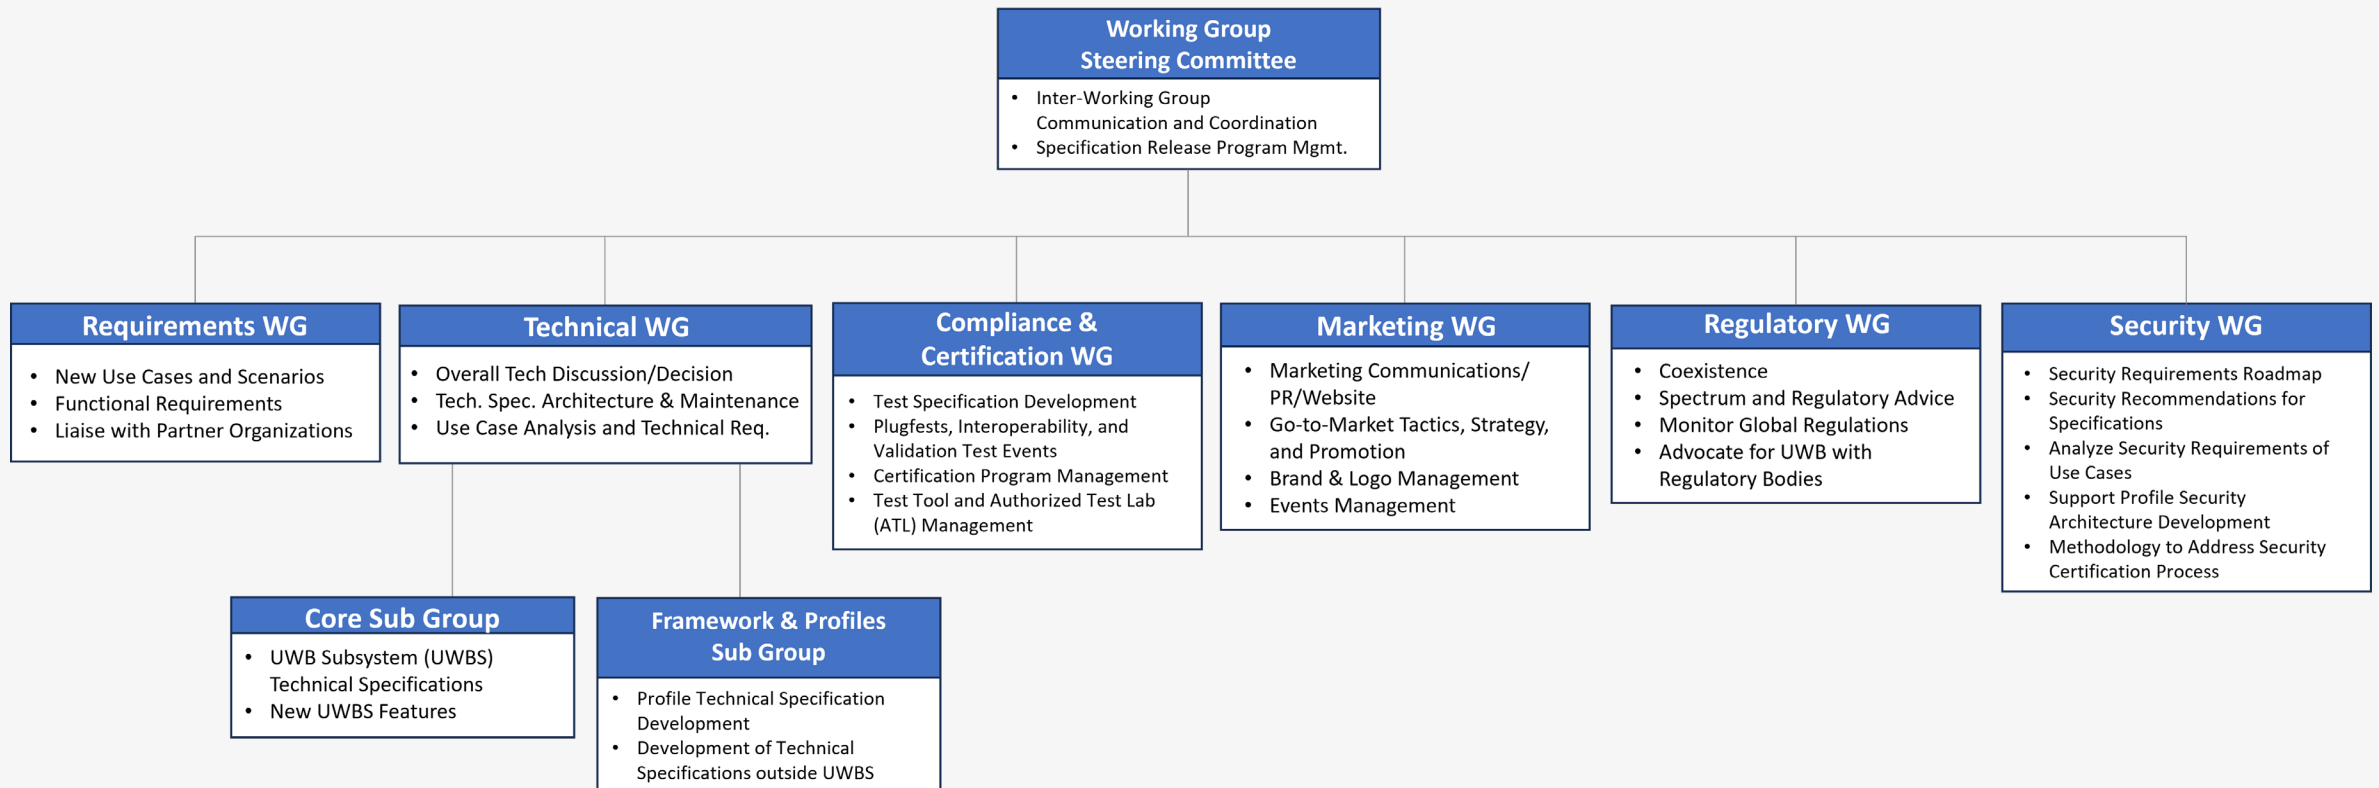 Working Group
Steering Committee
• Inter-Working Group
Communication and Coordination
• Specification Release Program Mgmt.
Requirements WG
• New Use Cases and Scenarios
• Functional Requirements
• Liaise with Partner Organizations
Technical WG
• Overall Tech Discussion/Decision
• Tech. Spec. Architecture & Maintenance
• Use Case Analysis and Technical Req.
Compliance &
Certification WG
• Test Specification Development
• Plugfests, Interoperability, and
Validation Test Events
• Certification Program Management
• Test Tool and Authorized Test Lab
(ATL) Management
Marketing WG
• Marketing Communications/
PR/Website
• Go-to-Market Tactics, Strategy,
and Promotion
• Brand & Logo Management
• Events Management
Regulatory WG
• Coexistence
• Spectrum and Regulatory Advice
• Monitor Global Regulations
• Advocate for UWB with
Regulatory Bodies
Security WG
• Security Requirements Roadmap
• Security Recommendations for
Specifications
• Analyze Security Requirements of
Use Cases
• Support Profile Security
Architecture Development
• Methodology to Address Security
Certification Process
Core Sub Group
• UWB Subsystem (UWBS)
Technical Specifications
• New UWBS Features
Framework & Profiles
Sub Group
• Profile Technical Specification
Development
• Development of Technical
Specifications outside UWBS